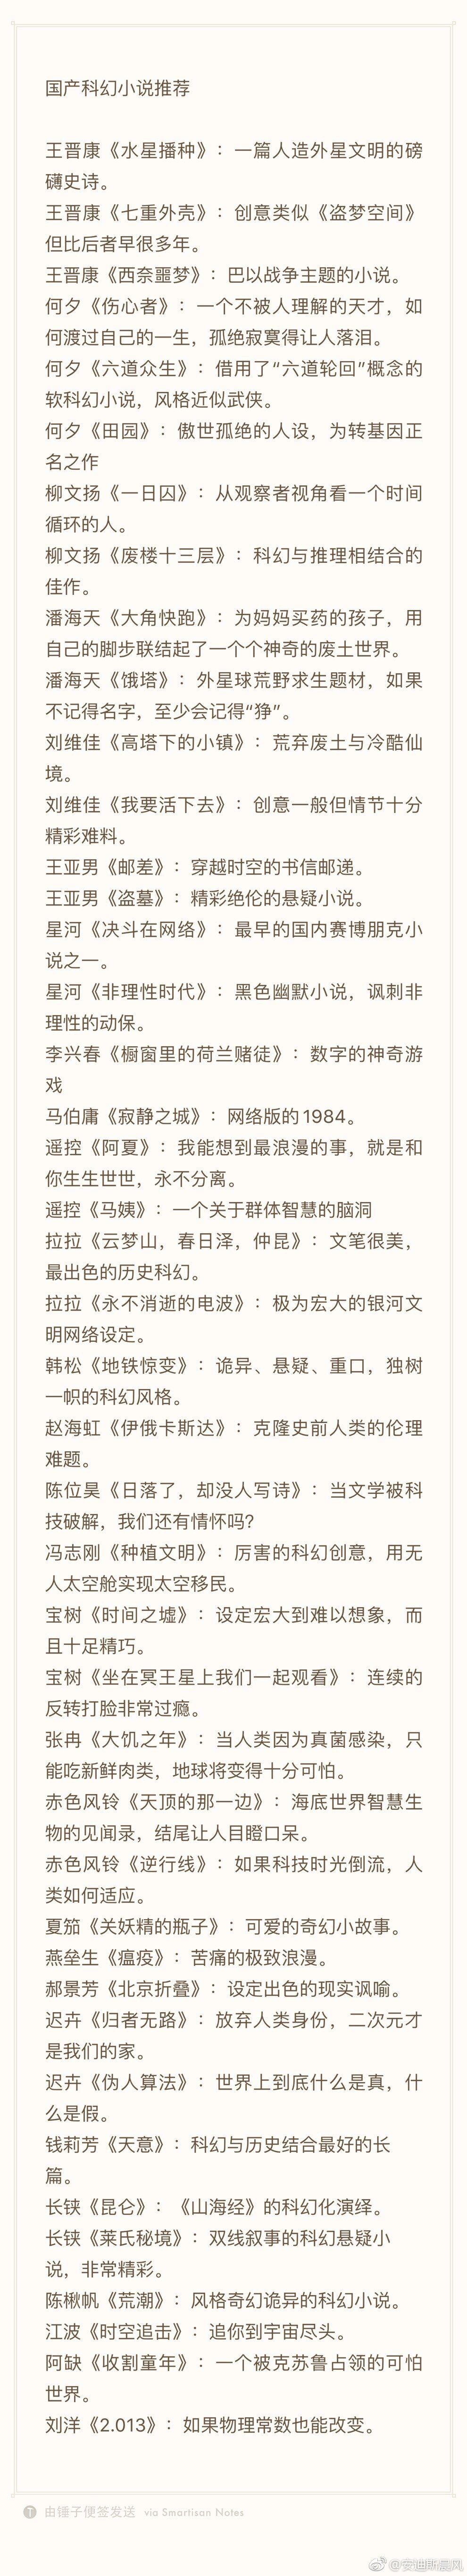 国产科幻小说推荐
王晋康《水星播种》：一篇人造外星文明的磅
礴史诗。
王晋康《七重外壳》：创意类似《盗梦空间》
但比后者早很多年。
王晋康《西奈噩梦》：巴以战争主题的小说。
何夕《伤心者》：一个不被人理解的天才，如
何渡过自己的一生，孤绝寂寞得让人落泪。
何夕《六道众生》：借用了“六道轮回”概念的
软科幻小说，风格近似武侠。
何夕《田园》：傲世孤绝的人设，为转基因正
名之作
柳文扬《一日囚》：从观察者视角看一个时间
循环的人。
柳文扬《废楼十三层》：科幻与推理相结合的
佳作。
潘海天《大角快跑》：为妈妈买药的孩子，用
自己的脚步联结起了一个个神奇的废土世界。
潘海天《饿塔》：外星球荒野求生题材，如果
不记得名字，至少会记得“狰”。
刘维佳《高塔下的小镇》：荒弃废土与冷酷仙
境。
刘维佳《我要活下去》：创意一般但情节十分
精彩难料。
王亚男《邮差》：穿越时空的书信邮递。
王亚男《盗墓》：精彩绝伦的悬疑小说。
星河《决斗在网络》：最早的国内赛博朋克小
说之一。
星河《非理性时代》：黑色幽默小说，讽刺非
理性的动保。
李兴春《橱窗里的荷兰赌徒》：数字的神奇游
戏
马伯庸《寂静之城》：网络版的1984。
遥控《阿夏》：我能想到最浪漫的事，就是和
你生生世世，永不分离。
遥控《马姨》：一个关于群体智慧的脑洞
拉拉《云梦山，春日泽，仲昆》：文笔很美，
最出色的历史科幻。
拉拉《永不消逝的电波》：极为宏大的银河文
明网络设定。
韩松《地铁惊变》：诡异、悬疑、重口，独树
一帜的科幻风格。
赵海虹《伊俄卡斯达》：克隆史前人类的伦理
难题。
陈位昊《日落了，却没人写诗》：当文学被科
技破解，我们还有情怀吗?
冯志刚《种植文明》：厉害的科幻创意，用无
人太空舱实现太空移民。
宝树《时间之墟》：设定宏大到难以想象，而
且十足精巧。
宝树《坐在冥王星上我们一起观看》：连续的
反转打脸非常过瘾。
张冉《大饥之年》：当人类因为真菌感染，只
能吃新鲜肉类，地球将变得十分可怕。
赤色风铃《天顶的那一边》：海底世界智慧生
物的见闻录，结尾让人目瞪口呆。
赤色风铃《逆行线》：如果科技时光倒流，人
类如何适应。
夏笳《关妖精的瓶子》：可爱的奇幻小故事。
燕垒生《瘟疫》：苦痛的极致浪漫。
郝景芳《北京折叠》：设定出色的现实讽喻。
迟卉《归者无路》：放弃人类身份，二次元才
是我们的家。
迟卉《伪人算法》：世界上到底什么是真，什
么是假。
钱莉芳《天意》：科幻与历史结合最好的长
篇。
长铗《昆仑》：《山海经》的科幻化演绎。
长铗《莱氏秘境》：双线叙事的科幻悬疑小
说，非常精彩。
陈楸帆《荒潮》：风格奇幻诡异的科幻小说。
江波《时空追击》：追你到宇宙尽头。
阿缺《收割童年》：一个被克苏鲁占领的可怕
世界。
刘洋《2.013》：如果物理常数也能改变。
T 由锤子便签发送 via Smartisan Notes
@安迪斯晨风